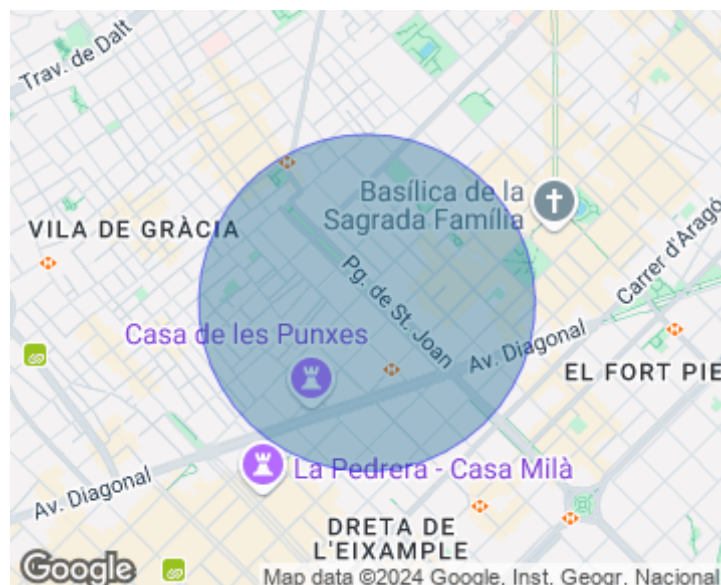 Trav. de Dalt
Basílica de la
Sagrada Família
VILA DE GRÀCIA
Carrer d'Aragó
Pg. de St. Joan
Casa de les Punxes
Av. Diagonal
EL FORT PIE
La Pedrera - Casa Milà
Av. Diagonal
DRETA DE
L'EIXAMPLE
Google
Map data ©2024 Google, Inst. Geogr. Nacional